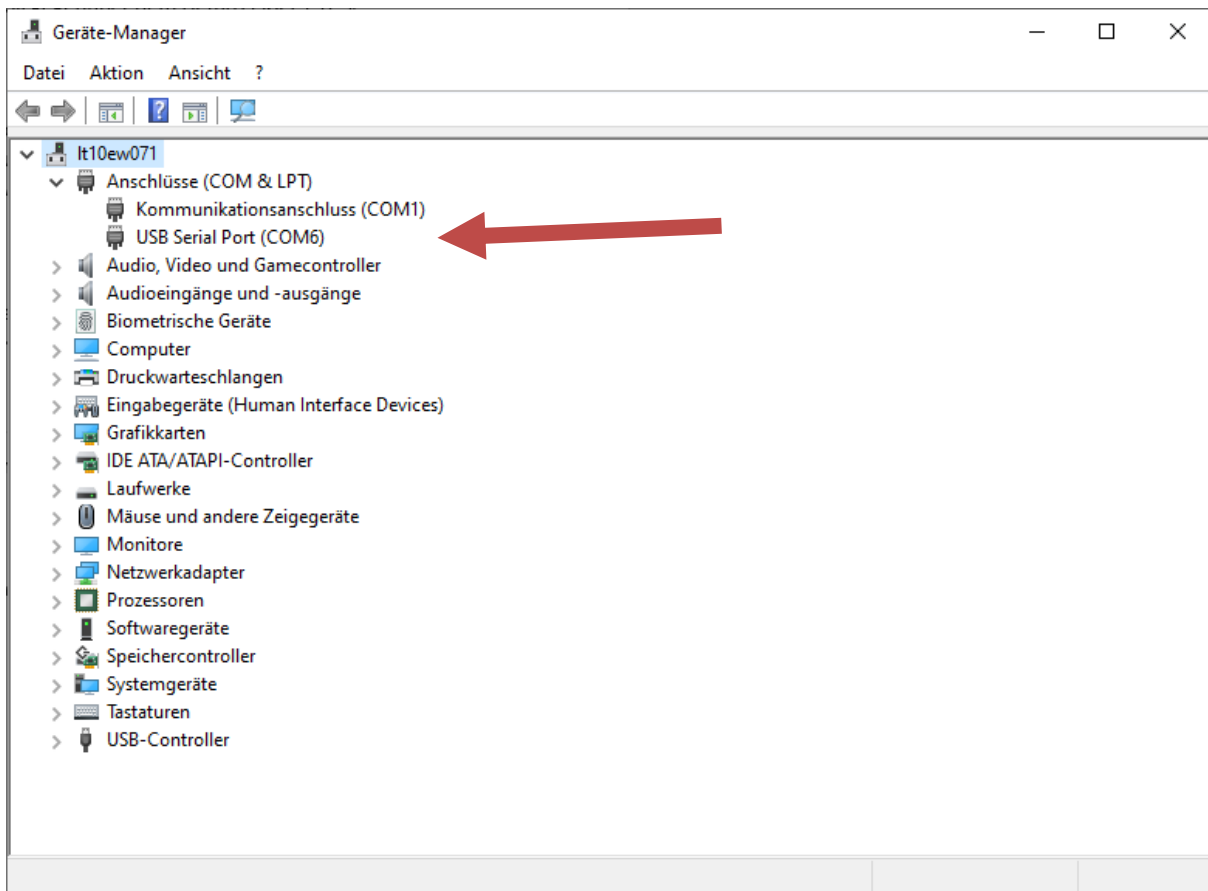 Geräte-Manager
Datei Aktion Ansicht ?
lt10ew071
Anschlüsse (COM & LPT)
Kommunikationsanschluss (COM1)
USB Serial Port (COM6)
Audio, Video und Gamecontroller
Audioeingänge und -ausgänge
Biometrische Geräte
Computer
Druckwarteschlangen
Eingabegeräte (Human Interface Devices)
Grafikkarten
IDE ATA/ATAPI-Controller
Laufwerke
Mäuse und andere Zeigegeräte
Monitore
Netzwerkadapter
Prozessoren
Softwaregeräte
Speichercontroller
Systemgeräte
Tastaturen
USB-Controller